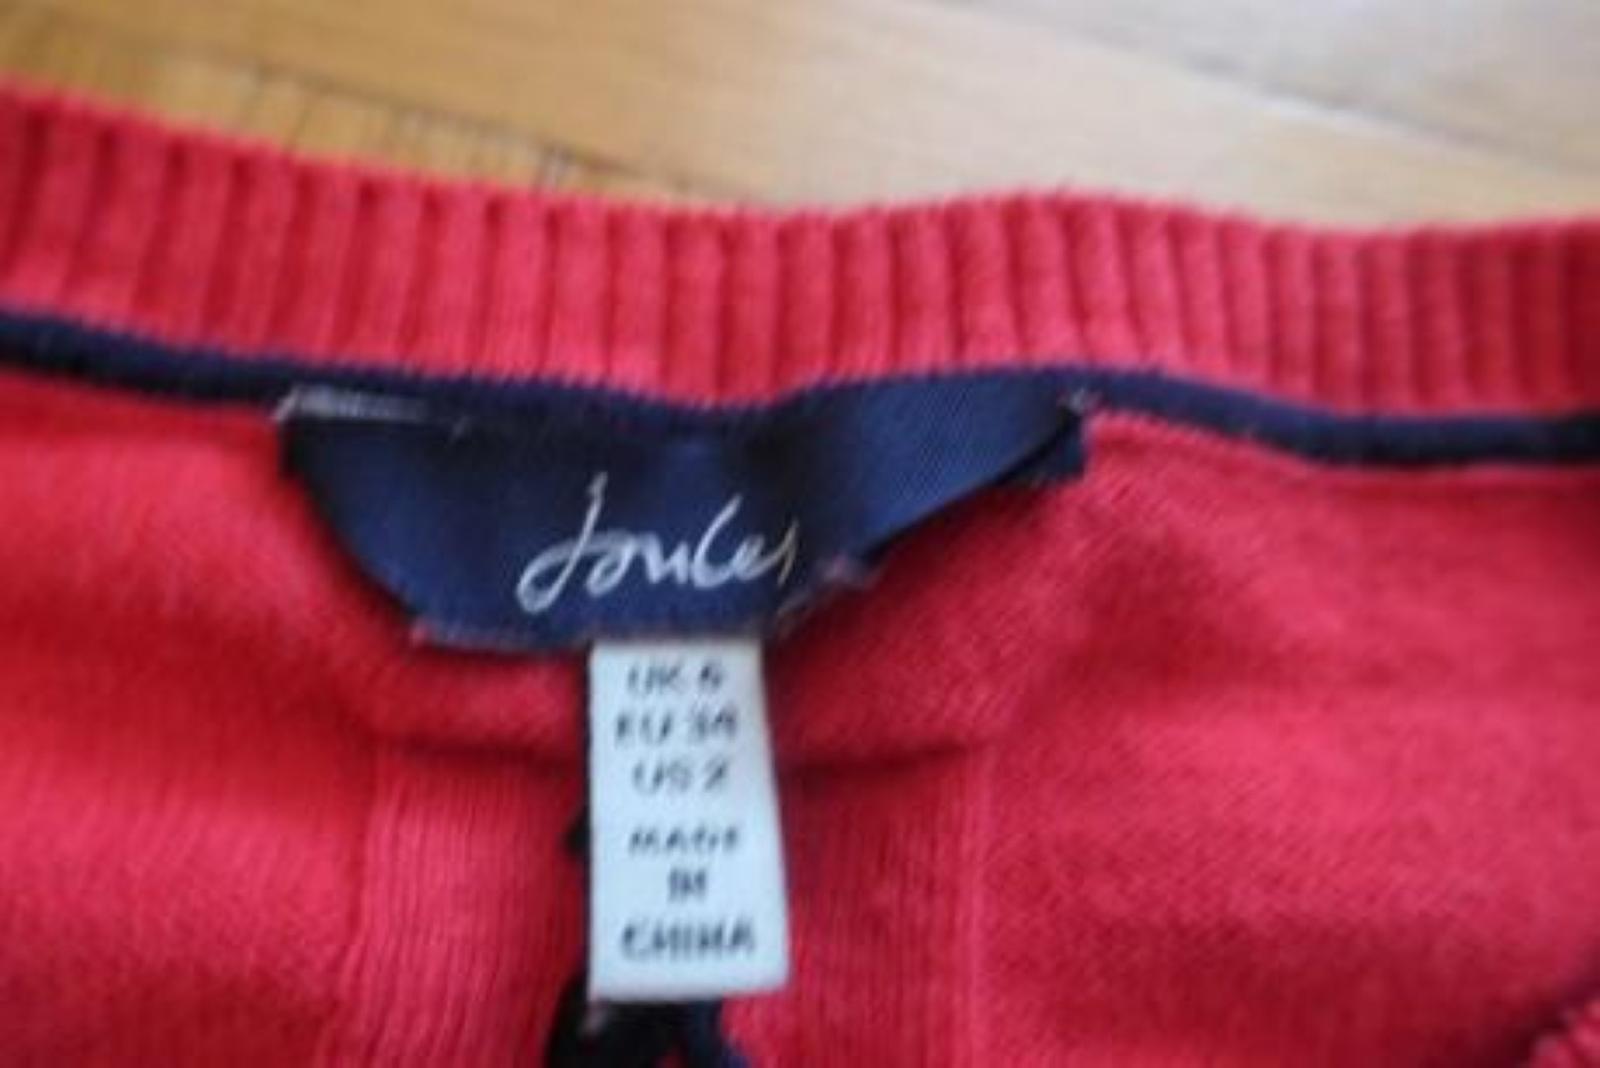 Joules
UK 6
EU 34
US 2
MADE
IN
CHINA